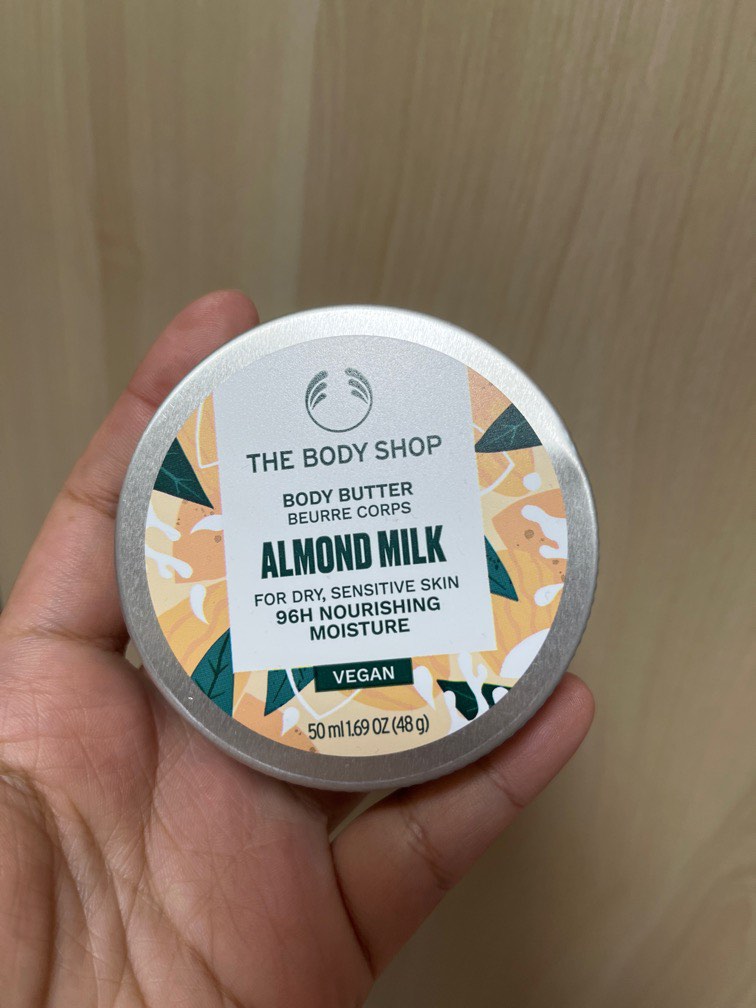 THE BODY SHOP
BODY BUTTER
BEURRE CORPS
ALMOND MILK
FOR DRY, SENSITIVE SKIN
96H NOURISHING
MOISTURE
VEGAN
50 ml 1.69 OZ (48 g)